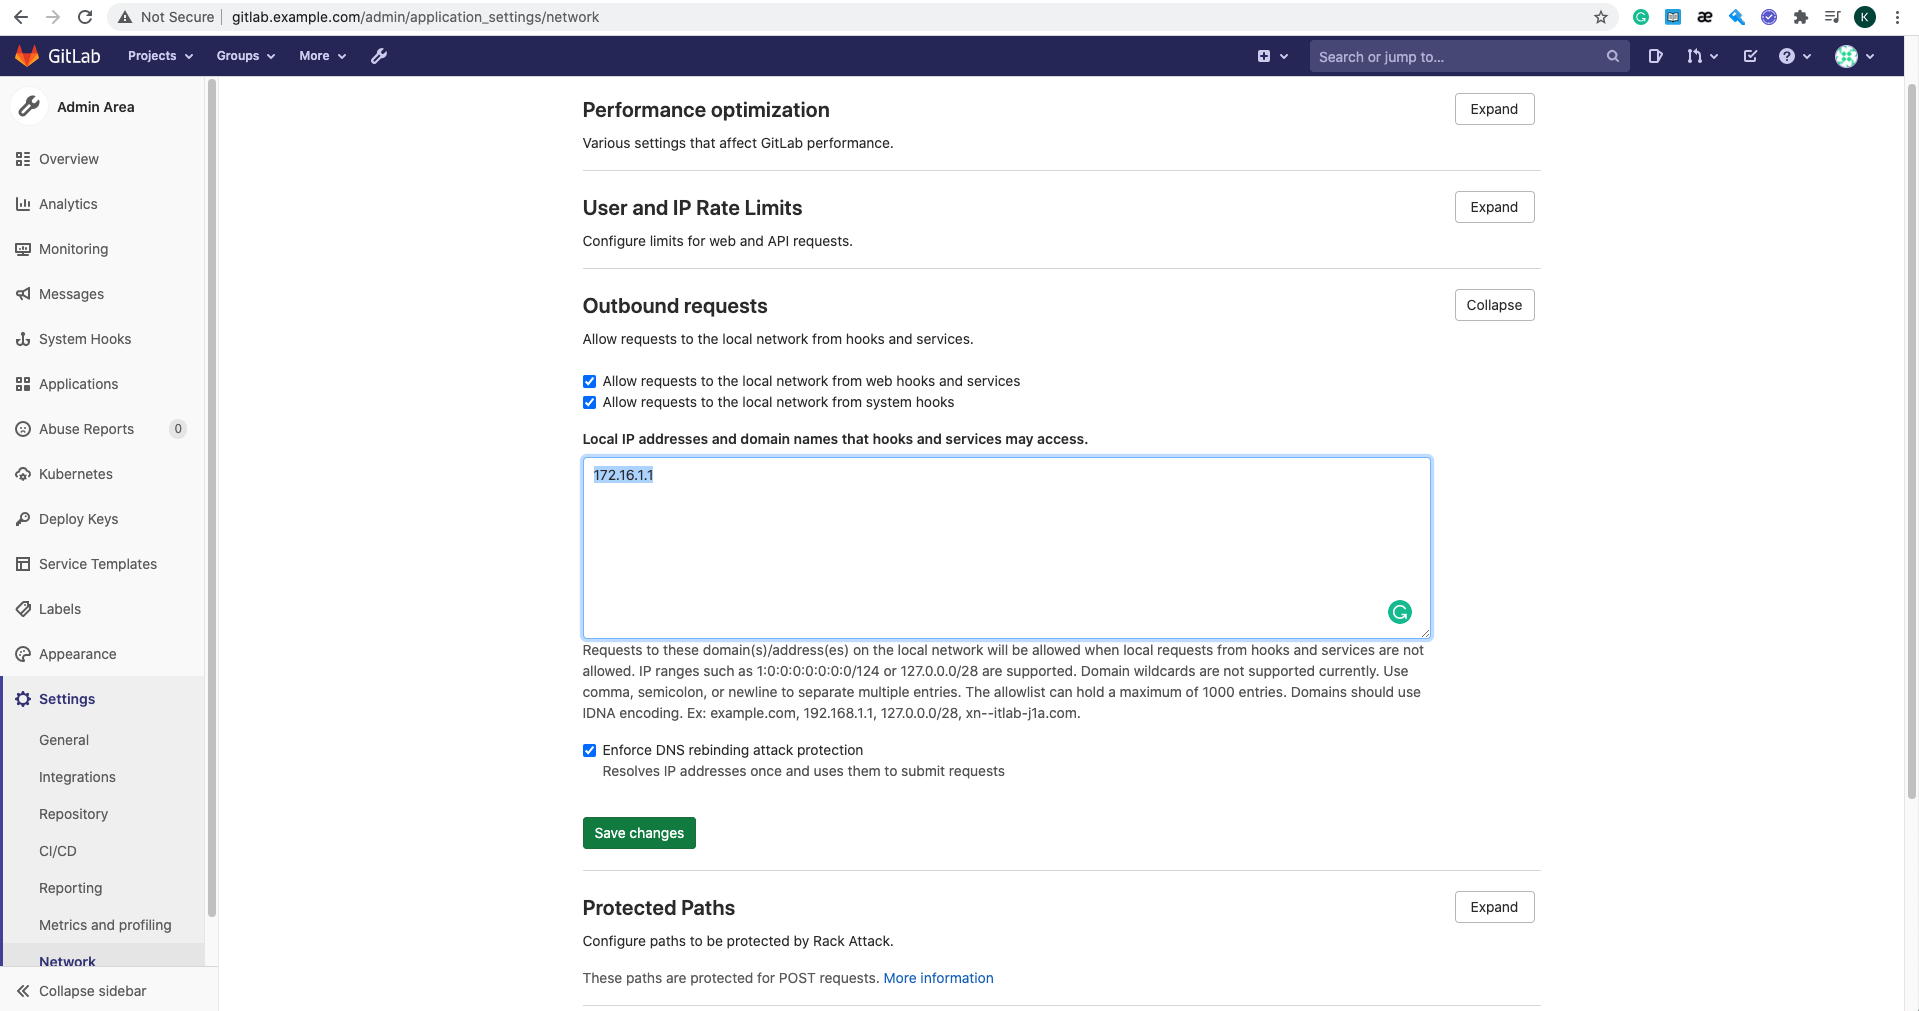 Not Secure
gitlab.example.com/admin/application_settings/network
K
GitLab
Projects
Groups
More
Search or jump to...
Admin Area
Overview
Analytics
Monitoring
Messages
System Hooks
Applications
Abuse Reports 0
Kubernetes
Deploy Keys
Service Templates
Labels
Appearance
Settings
General
Integrations
Repository
CI/CD
Reporting
Metrics and profiling
Network
Collapse sidebar
Performance optimization
Expand
Various settings that affect GitLab performance.
User and IP Rate Limits
Expand
Configure limits for web and API requests.
Outbound requests
Collapse
Allow requests to the local network from hooks and services.
Allow requests to the local network from web hooks and services
Allow requests to the local network from system hooks
Local IP addresses and domain names that hooks and services may access.
172.16.1.1
Requests to these domain(s)/address(es) on the local network will be allowed when local requests from hooks and services are not
allowed. IP ranges such as 1:0:0:0:0:0:0:0/124 or 127.0.0.0/28 are supported. Domain wildcards are not supported currently. Use
comma, semicolon, or newline to separate multiple entries. The allowlist can hold a maximum of 1000 entries. Domains should use
IDNA encoding. Ex: example.com, 192.168.1.1, 127.0.0.0/28, xn--itlab-j1a.com.
Enforce DNS rebinding attack protection
Resolves IP addresses once and uses them to submit requests
Save changes
Protected Paths
Expand
Configure paths to be protected by Rack Attack.
These paths are protected for POST requests. More information